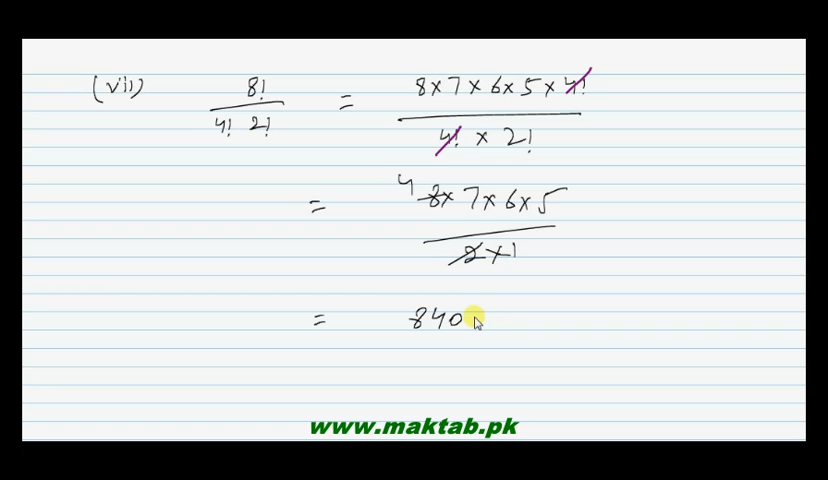 (vii) 8! / 4! 2! = 8 x 7 x 6 x 5 x 4! / 4! x 2!
= 4 8 x 7 x 6 x 5 / 2 x 1
= 840
www.maktab.pk